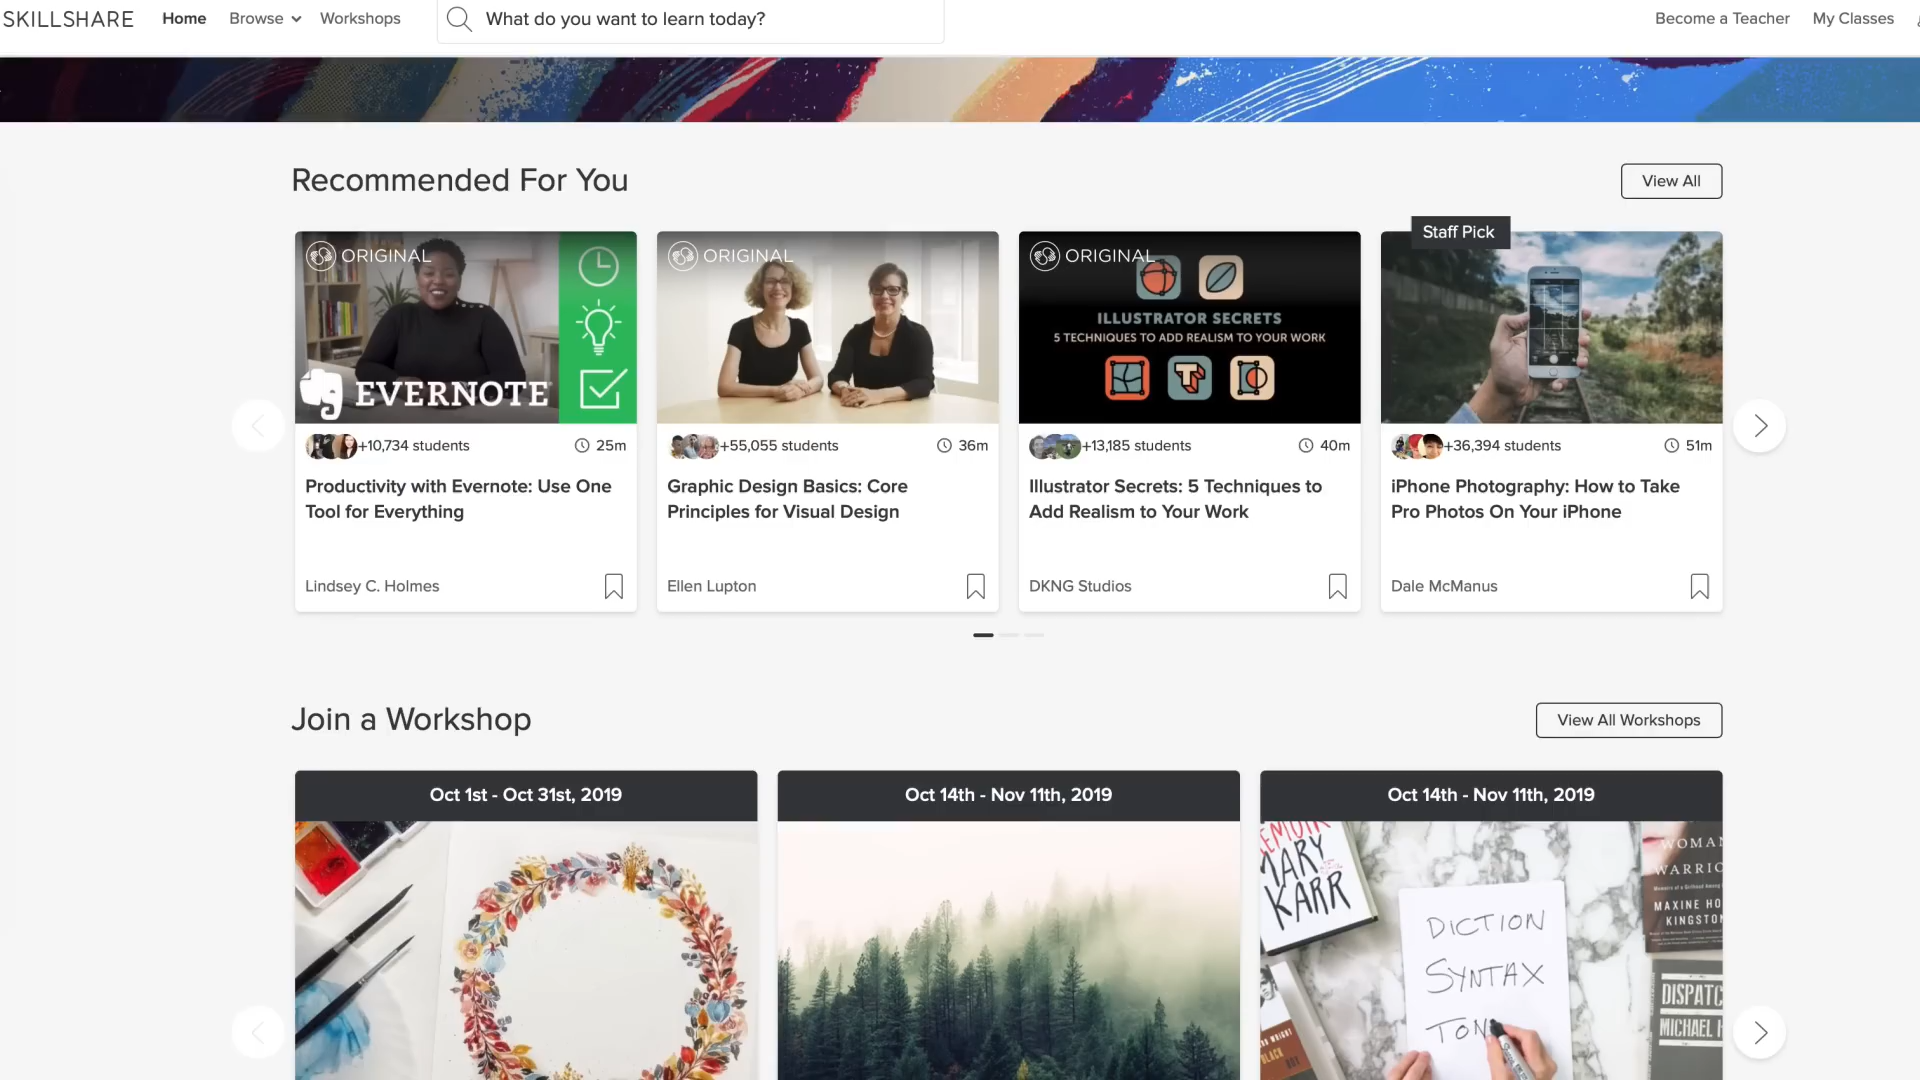 SKILLSHARE Home Browse Workshops What do you want to learn today? Become a Teacher My Classes
Recommended For You View All
ORIGINAL
EVERNOTE
+10,734 students 25m
Productivity with Evernote: Use One
Tool for Everything
Lindsey C. Holmes
ORIGINAL
+55,055 students 36m
Graphic Design Basics: Core
Principles for Visual Design
Ellen Lupton
ORIGINAL
ILLUSTRATOR SECRETS
5 TECHNIQUES TO ADD REALISM TO YOUR WORK
T
+13,185 students 40m
Illustrator Secrets: 5 Techniques to
Add Realism to Your Work
DKNG Studios
Staff Pick
+36,394 students 51m
iPhone Photography: How to Take
Pro Photos On Your iPhone
Dale McManus
Join a Workshop View All Workshops
Oct 1st - Oct 31st, 2019
Oct 14th - Nov 11th, 2019
Oct 14th - Nov 11th, 2019
MARY
KARR
DICTION
SYNTAX
TON
WOMAN
WARRIO
MAXINE HO
KINGSTON
DISPATC
MICHAEL
BLACK